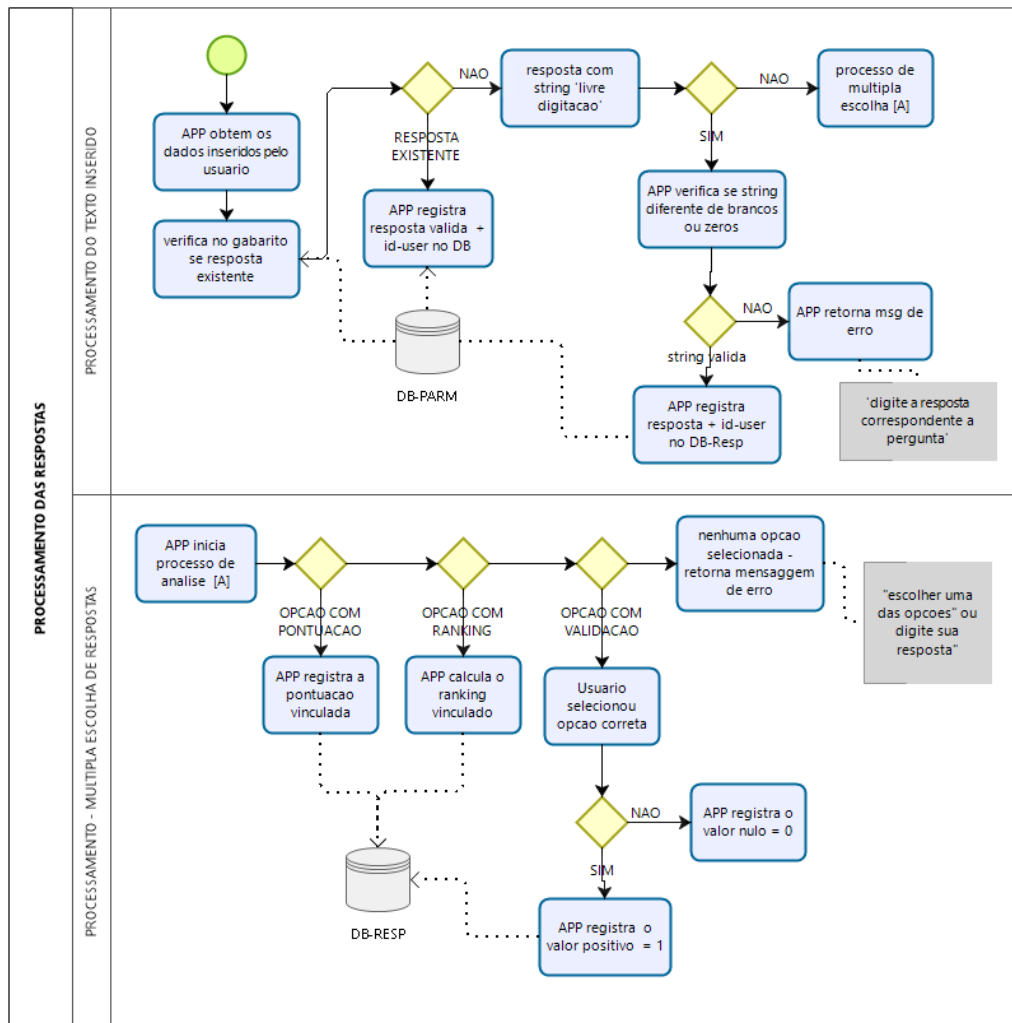 PROCESSAMENTO DAS RESPOSTAS
PROCESSAMENTO DO TEXTO INSERIDO
APP obtem os
dados inseridos pelo
usuario
verifica no gabarito
se resposta
existente
NAO
RESPOSTA
EXISTENTE
APP registra
resposta valida +
id-user no DB
DB-PARM
resposta com
string 'livre
digitacao'
NAO
SIM
processo de
multipla
escolha [A]
APP verifica se string
diferente de brancos
ou zeros
NAO
string valida
APP retorna msg de
erro
'digite a resposta
correspondente a
pergunta'
APP registra
resposta + id-user
no DB-Resp
PROCESSAMENTO - MULTIPLA ESCOLHA DE RESPOSTAS
APP inicia
processo de
analise [A]
OPCAO COM
PONTUACAO
OPCAO COM
RANKING
OPCAO COM
VALIDACAO
nenhuma opcao
selecionada -
retorna mensaggem
de erro
"escolher uma
das opcoes" ou
digite sua
resposta"
APP registra a
pontuacao
vinculada
APP calcula o
ranking
vinculado
Usuario
selecionou
opcao correta
NAO
APP registra o
valor nulo = 0
SIM
DB-RESP
APP registra o
valor positivo = 1